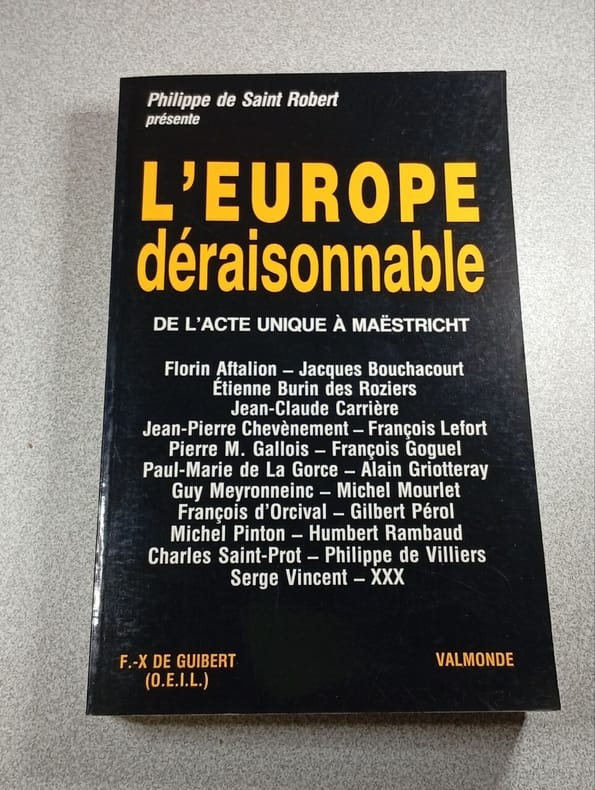 Philippe de Saint Robert
présente
L'EUROPE
déraisonnable
DE L'ACTE UNIQUE À MAËSTRICHT
Florin Aftalion – Jacques Bouchacourt
Étienne Burin des Roziers
Jean-Claude Carrière
Jean-Pierre Chevènement – François Lefort
Pierre M. Gallois – François Goguel
Paul-Marie de La Gorce – Alain Griotteray
Guy Meyronneinc – Michel Mourlet
François d'Orcival – Gilbert Pérol
Michel Pinton – Humbert Rambaud
Charles Saint-Prot – Philippe de Villiers
Serge Vincent – XXX
F.-X DE GUIBERT VALMONDE
(O.E.I.L.)